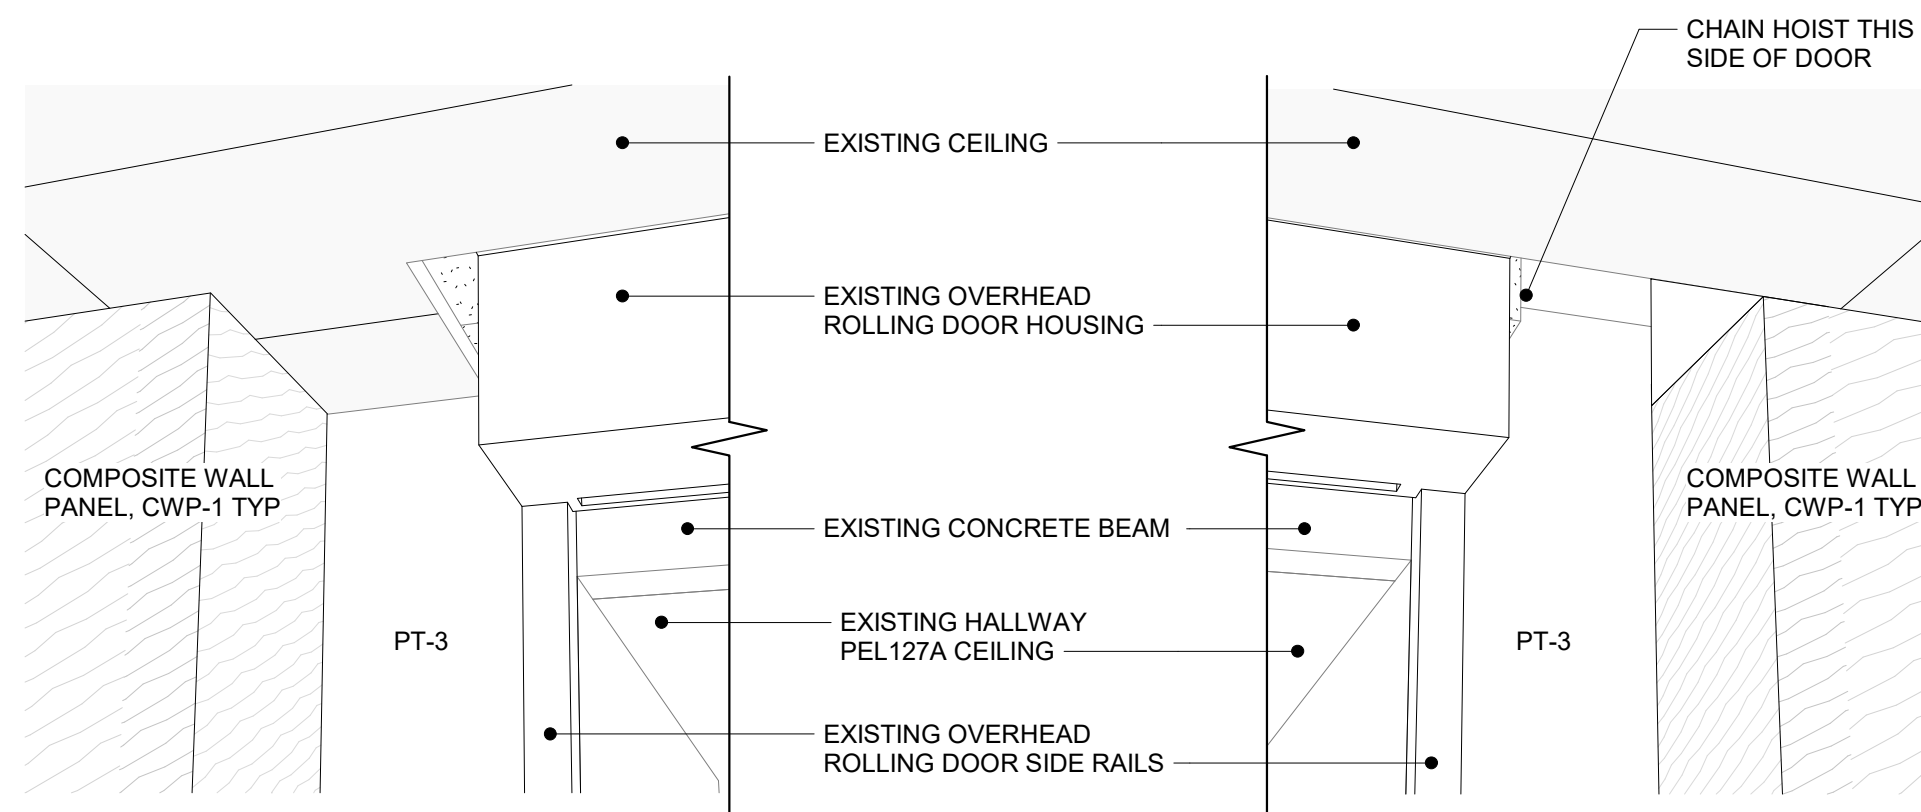 CHAIN HOIST THIS
SIDE OF DOOR
EXISTING CEILING
EXISTING OVERHEAD
ROLLING DOOR HOUSING
COMPOSITE WALL
PANEL, CWP-1 TYP
COMPOSITE WALL
PANEL, CWP-1 TYP
EXISTING CONCRETE BEAM
EXISTING HALLWAY
PEL127A CEILING
PT-3
PT-3
EXISTING OVERHEAD
ROLLING DOOR SIDE RAILS